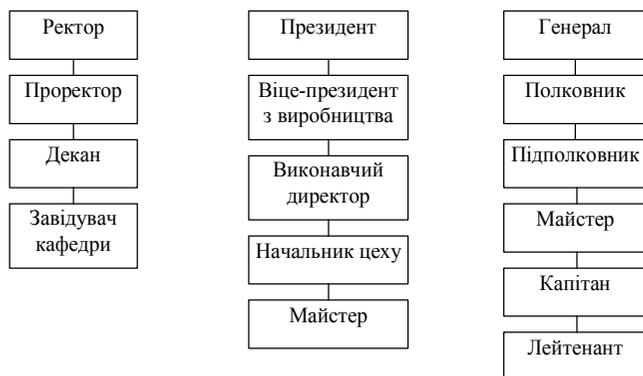 Ректор
Проректор
Декан
Завідувач
кафедри
Президент
Віце-президент
з виробництва
Виконавчий
директор
Начальник цеху
Майстер
Генерал
Полковник
Підполковник
Майстер
Капітан
Лейтенант